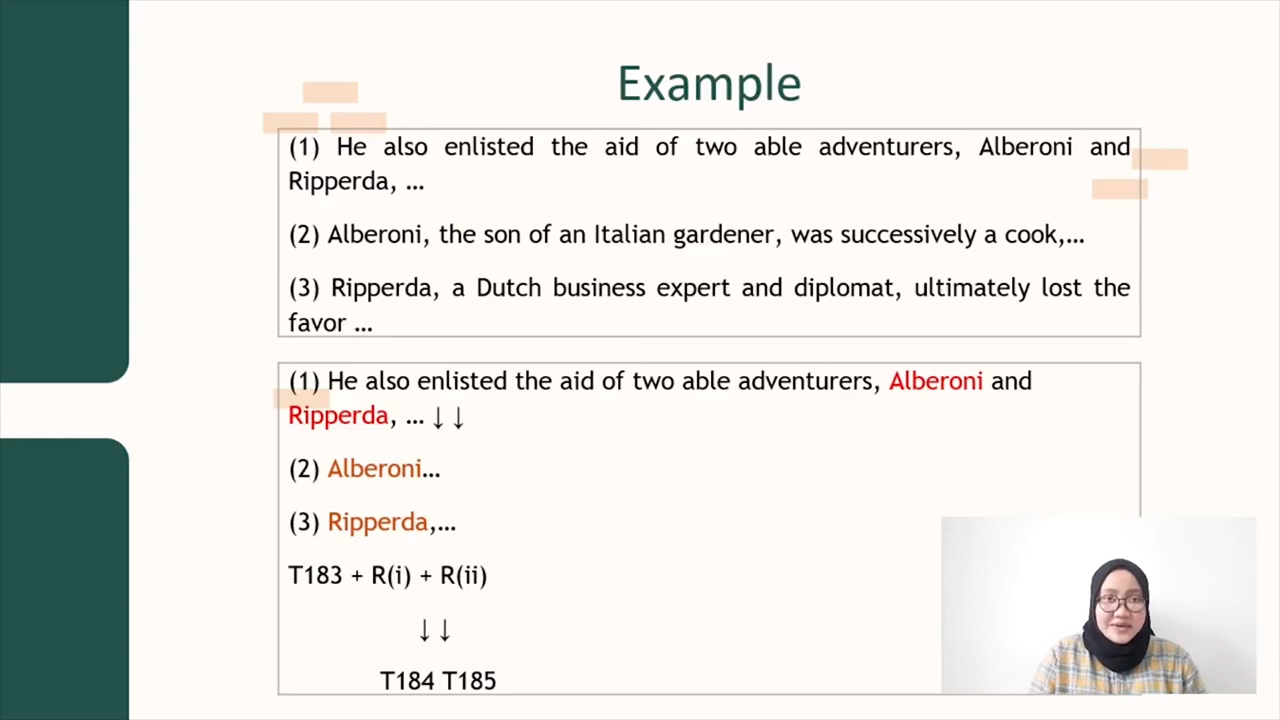 Example
(1) He also enlisted the aid of two able adventurers, Alberoni and
Ripperda, …
(2) Alberoni, the son of an Italian gardener, was successively a cook,…
(3) Ripperda, a Dutch business expert and diplomat, ultimately lost the
favor …
(1) He also enlisted the aid of two able adventurers, Alberoni and
Ripperda, … ↓ ↓
(2) Alberoni…
(3) Ripperda,…
T183 + R(i) + R(ii)
↓ ↓
T184 T185